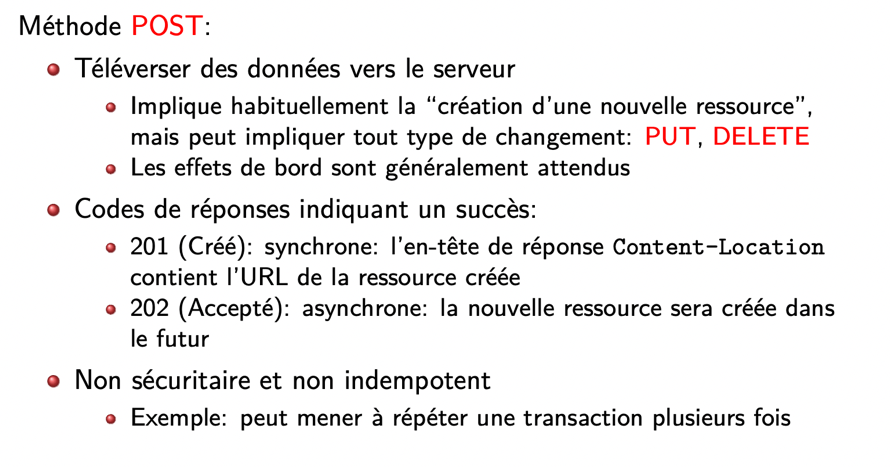 Méthode POST:
Téléverser des données vers le serveur
Implique habituellement la “création d’une nouvelle ressource”,
mais peut impliquer tout type de changement: PUT, DELETE
Les effets de bord sont généralement attendus
Codes de réponses indiquant un succès:
201 (Créé): synchrone: l’en-tête de réponse Content-Location
contient l’URL de la ressource créée
202 (Accepté): asynchrone: la nouvelle ressource sera créée dans
le futur
Non sécuritaire et non indempotent
Exemple: peut mener à répéter une transaction plusieurs fois